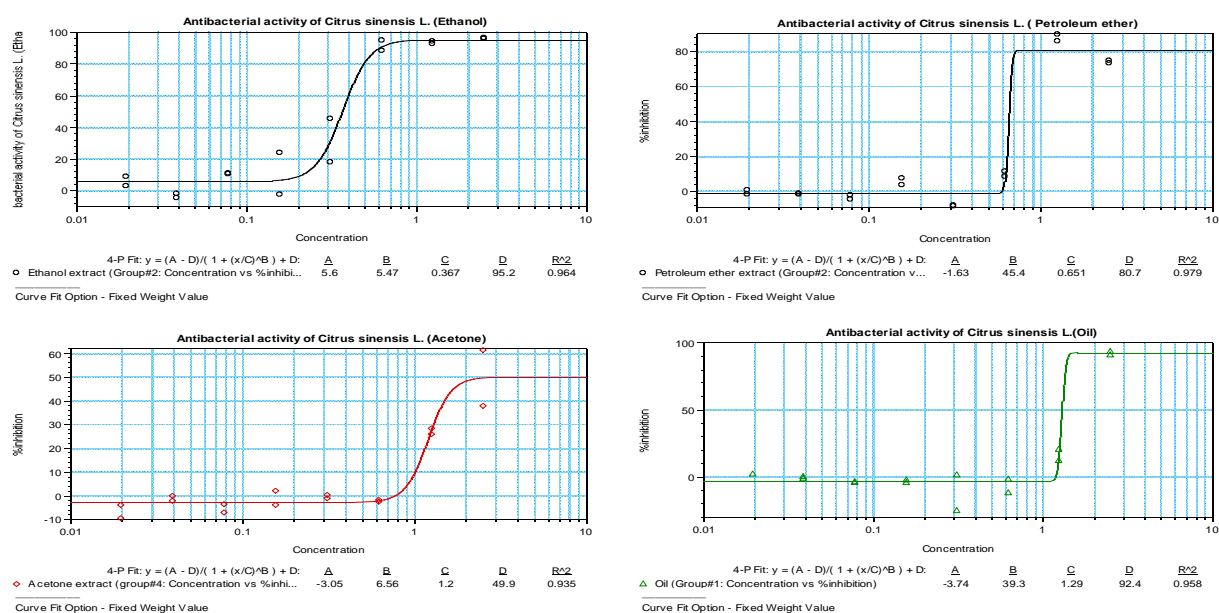 Antibacterial activity of Citrus sinensis L. (Ethanol)
bacterial activity of Citrus sinensis L. (Etha
100
80
60
40
20
0
0.01 0.1 1 10
Concentration
4-P Fit: y = (A - D)/( 1 + (x/C)^B ) + D: A B C D R^2
Ethanol extract (Group#2: Concentration vs %inhibi... 5.6 5.47 0.367 95.2 0.964
Curve Fit Option - Fixed Weight Value
Antibacterial activity of Citrus sinensis L. ( Petroleum ether)
%inhibition
80
60
40
20
0
0.01 0.1 1 10
Concentration
4-P Fit: y = (A - D)/( 1 + (x/C)^B ) + D: A B C D R^2
Petroleum ether extract (Group#2: Concentration v... -1.63 45.4 0.651 80.7 0.979
Curve Fit Option - Fixed Weight Value
Antibacterial activity of Citrus sinensis L. (Acetone)
%inhibition
60
50
40
30
20
10
0
-10
0.01 0.1 1 10
Concentration
4-P Fit: y = (A - D)/( 1 + (x/C)^B ) + D: A B C D R^2
Acetone extract (group#4: Concentration vs %inhi... -3.05 6.56 1.2 49.9 0.935
Curve Fit Option - Fixed Weight Value
Antibacterial activity of Citrus sinensis L.(Oil)
%inhibition
100
50
0
0.01 0.1 1 10
Concentration
4-P Fit: y = (A - D)/( 1 + (x/C)^B ) + D: A B C D R^2
Oil (Group#1: Concentration vs %inhibition) -3.74 39.3 1.29 92.4 0.958
Curve Fit Option - Fixed Weight Value